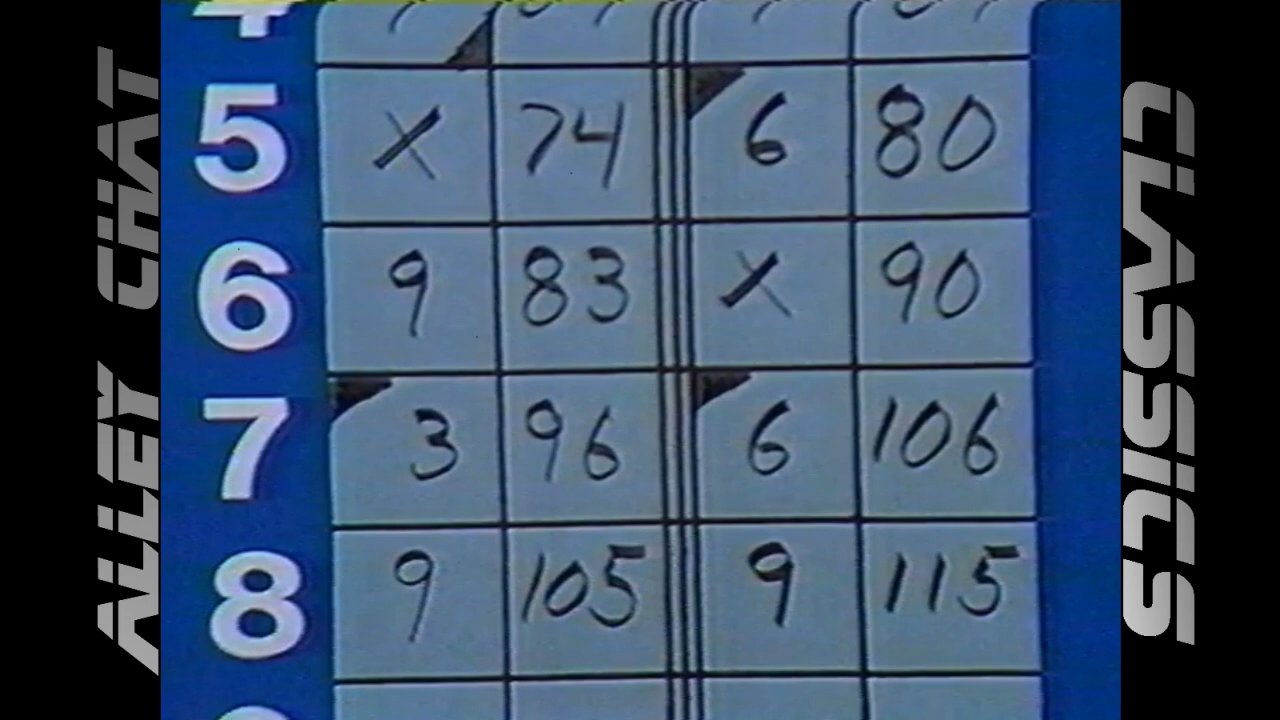 ALLEY CHAT
5 X 74 6 80
6 9 83 X 90
7 3 96 6 106
8 9 105 9 115
CLASSICS